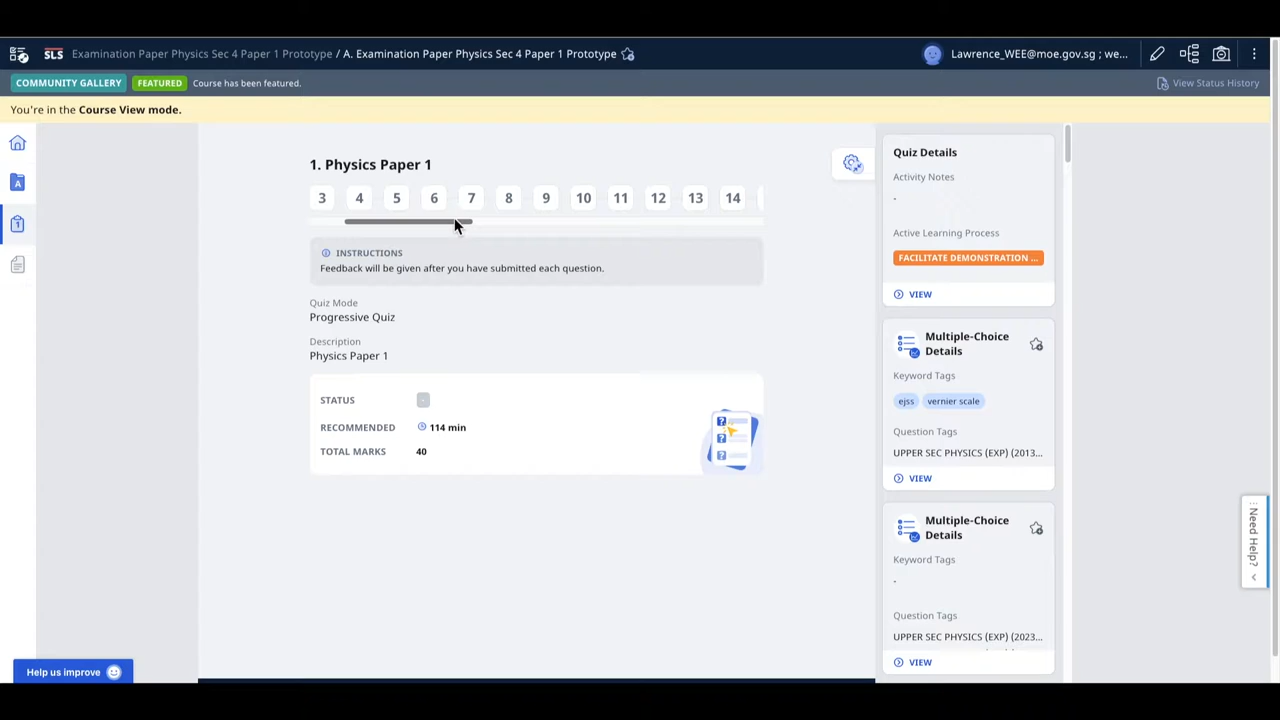 SLS Examination Paper Physics Sec 4 Paper 1 Prototype / A. Examination Paper Physics Sec 4 Paper 1 Prototype
Lawrence_WEE@moe.gov.sg ; we...
COMMUNITY GALLERY FEATURED Course has been featured.
View Status History
You're in the Course View mode.
1. Physics Paper 1
3 4 5 6 7 8 9 10 11 12 13 14
INSTRUCTIONS
Feedback will be given after you have submitted each question.
Quiz Mode
Progressive Quiz
Description
Physics Paper 1
STATUS -
RECOMMENDED 114 min
TOTAL MARKS 40
Quiz Details
Activity Notes
-
Active Learning Process
FACILITATE DEMONSTRATION ...
VIEW
Multiple-Choice
Details
Keyword Tags
ejss vernier scale
Question Tags
UPPER SEC PHYSICS (EXP) (2013...
VIEW
Multiple-Choice
Details
Keyword Tags
-
Question Tags
UPPER SEC PHYSICS (EXP) (2023...
VIEW
Need Help?
Help us improve